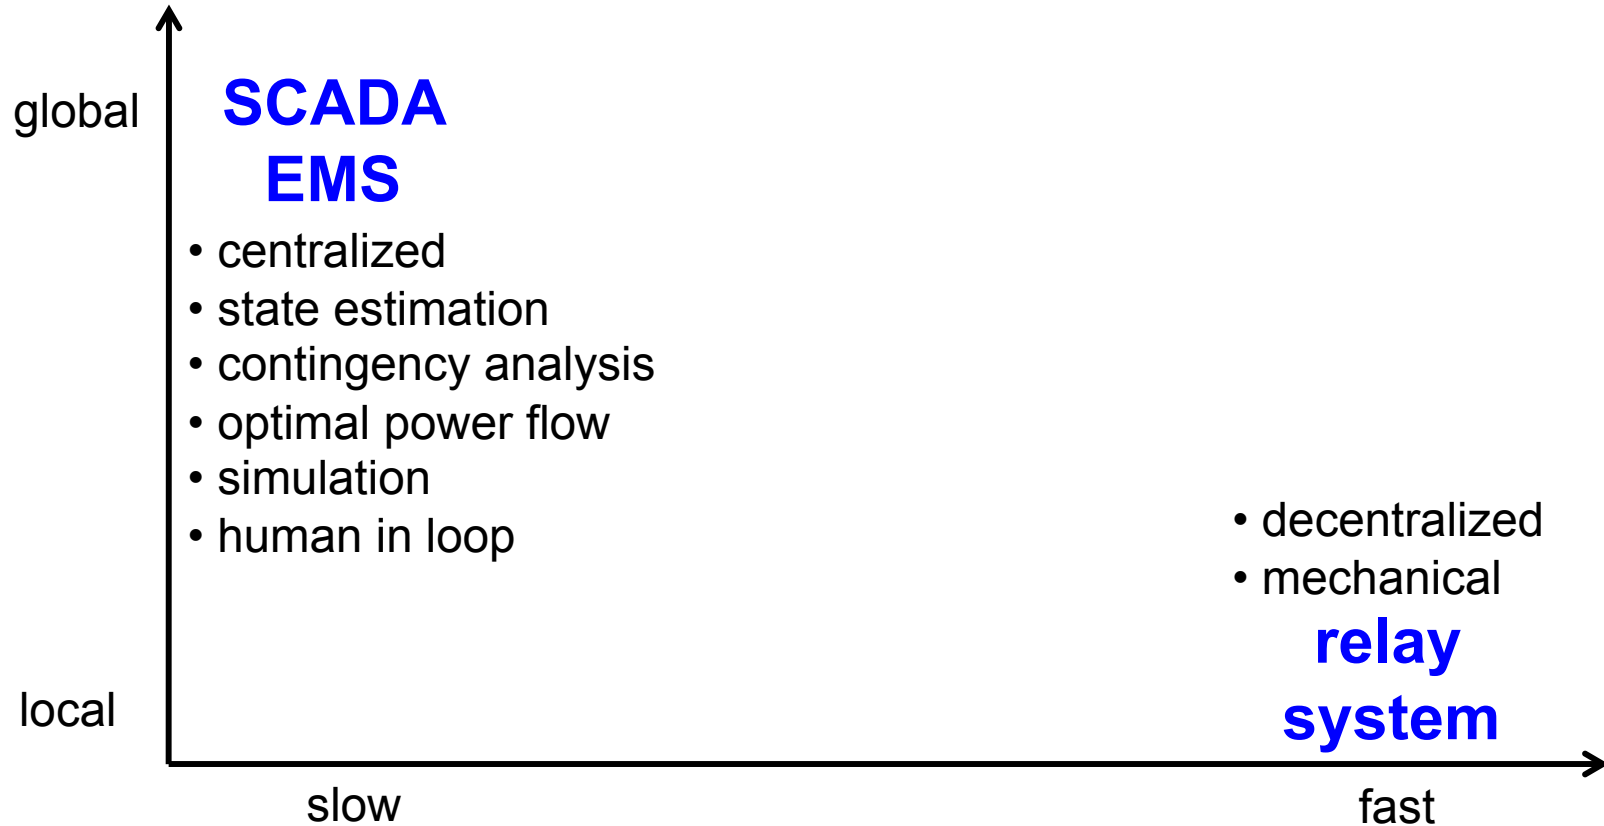 global
SCADA
EMS
• centralized
• state estimation
• contingency analysis
• optimal power flow
• simulation
• human in loop
• decentralized
• mechanical
relay
system
local
slow
fast